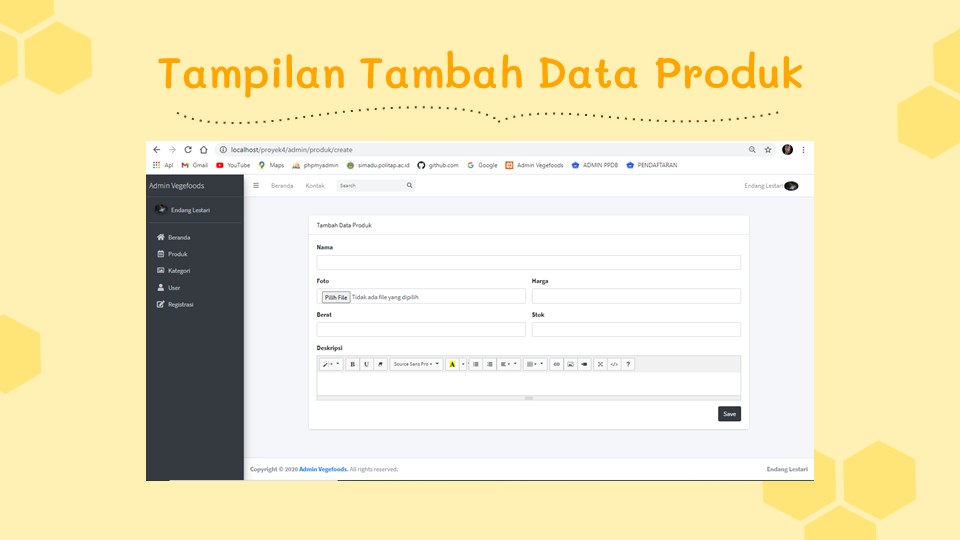 Tampilan Tambah Data Produk
localhost/proyek4/admin/produk/create
Apl Gmail YouTube Maps phpmyadmin simadu.politap.ac.id github.com Google Admin Vegefoods ADMIN PPDB PENDAFTARAN
Admin Vegefoods
Beranda Kontak Search Endang Lestari
Endang Lestari
Beranda
Produk
Kategori
User
Registrasi
Tambah Data Produk
Nama
Foto Harga
Pilih File Tidak ada file yang dipilih
Berat Stok
Deskripsi
B U Source Sans Pro A </> ?
Save
Copyright © 2020 Admin Vegefoods. All rights reserved. Endang Lestari